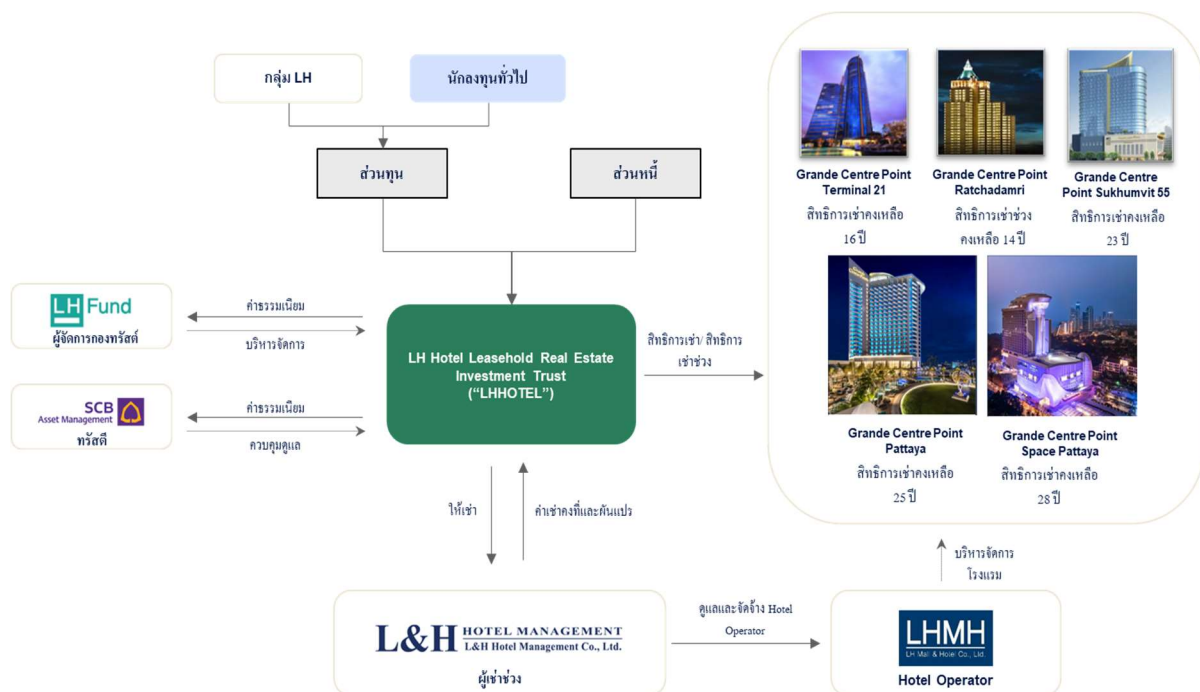 กลุ่ม LH
นักลงทุนทั่วไป
ส่วนทุน
ส่วนหนี้
LH Fund
ผู้จัดการกองทรัสต์
ค่าธรรมเนียม
บริหารจัดการ
SCB
Asset Management
ทรัสตี
ค่าธรรมเนียม
ควบคุมดูแล
LH Hotel Leasehold Real Estate
Investment Trust
("LHHOTEL")
สิทธิการเช่า/ สิทธิการ
เช่าช่วง
Grande Centre Point
Terminal 21
สิทธิการเช่าคงเหลือ
16 ปี
Grande Centre Point
Ratchadamri
สิทธิการเช่าช่วง
คงเหลือ 14 ปี
Grande Centre
Point Sukhumvit 55
สิทธิการเช่าคงเหลือ
23 ปี
Grande Centre Point
Pattaya
สิทธิการเช่าคงเหลือ
25 ปี
Grande Centre Point
Space Pattaya
สิทธิการเช่าคงเหลือ
28 ปี
ให้เช่า
ค่าเช่าคงที่และผันแปร
L&H HOTEL MANAGEMENT
L&H Hotel Management Co., Ltd.
ผู้เช่าช่วง
ดูแลและจัดจ้าง Hotel
Operator
บริหารจัดการ
โรงแรม
LHMH
LH Mall & Hotel Co., Ltd.
Hotel Operator